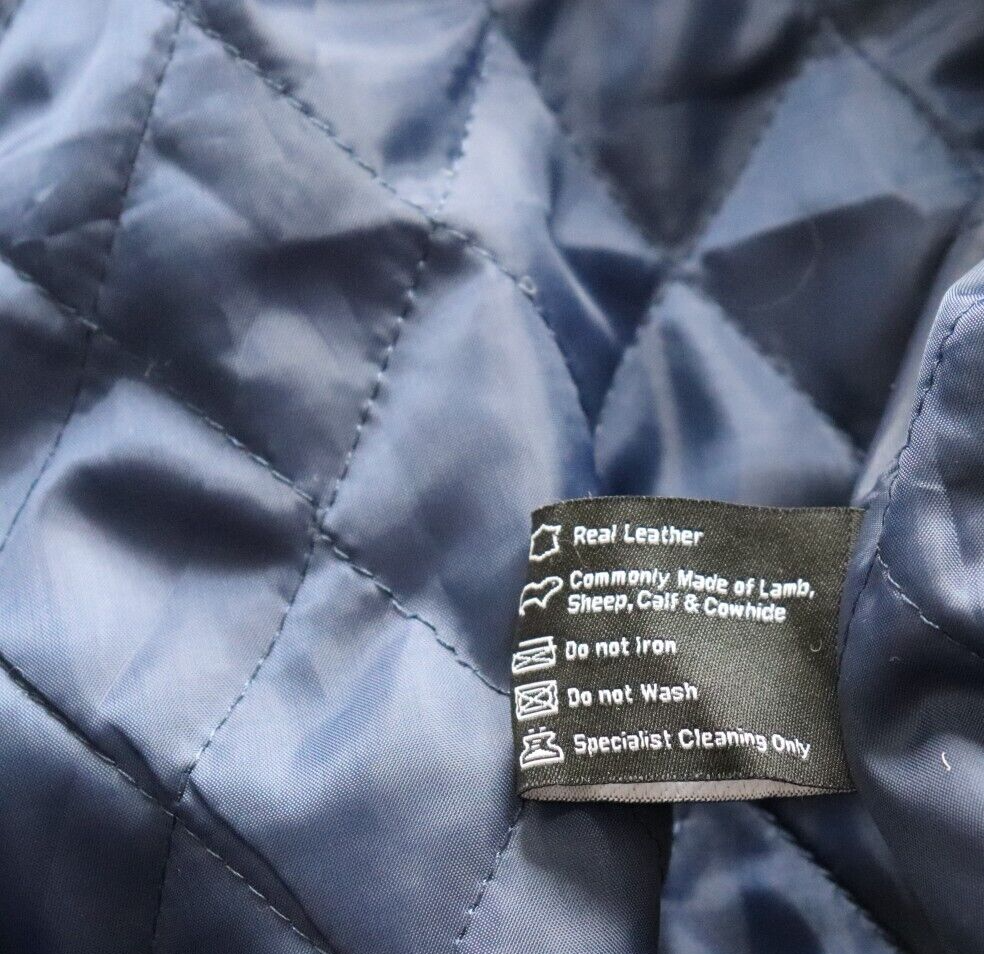 Real Leather
Commonly Made of Lamb,
Sheep, Calf & Cowhide
Do not Iron
Do not Wash
Specialist Cleaning Only